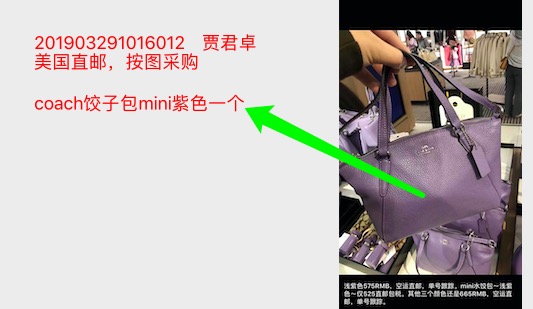 201903291016012 贾君卓
美国直邮，按图采购
coach饺子包mini紫色一个
COACH
浅紫色575RMB，空运直邮，单号跟踪，mini水饺包～浅紫
色～仅525直邮包税。其他三个颜色还是665RMB，空运直
邮，单号跟踪。